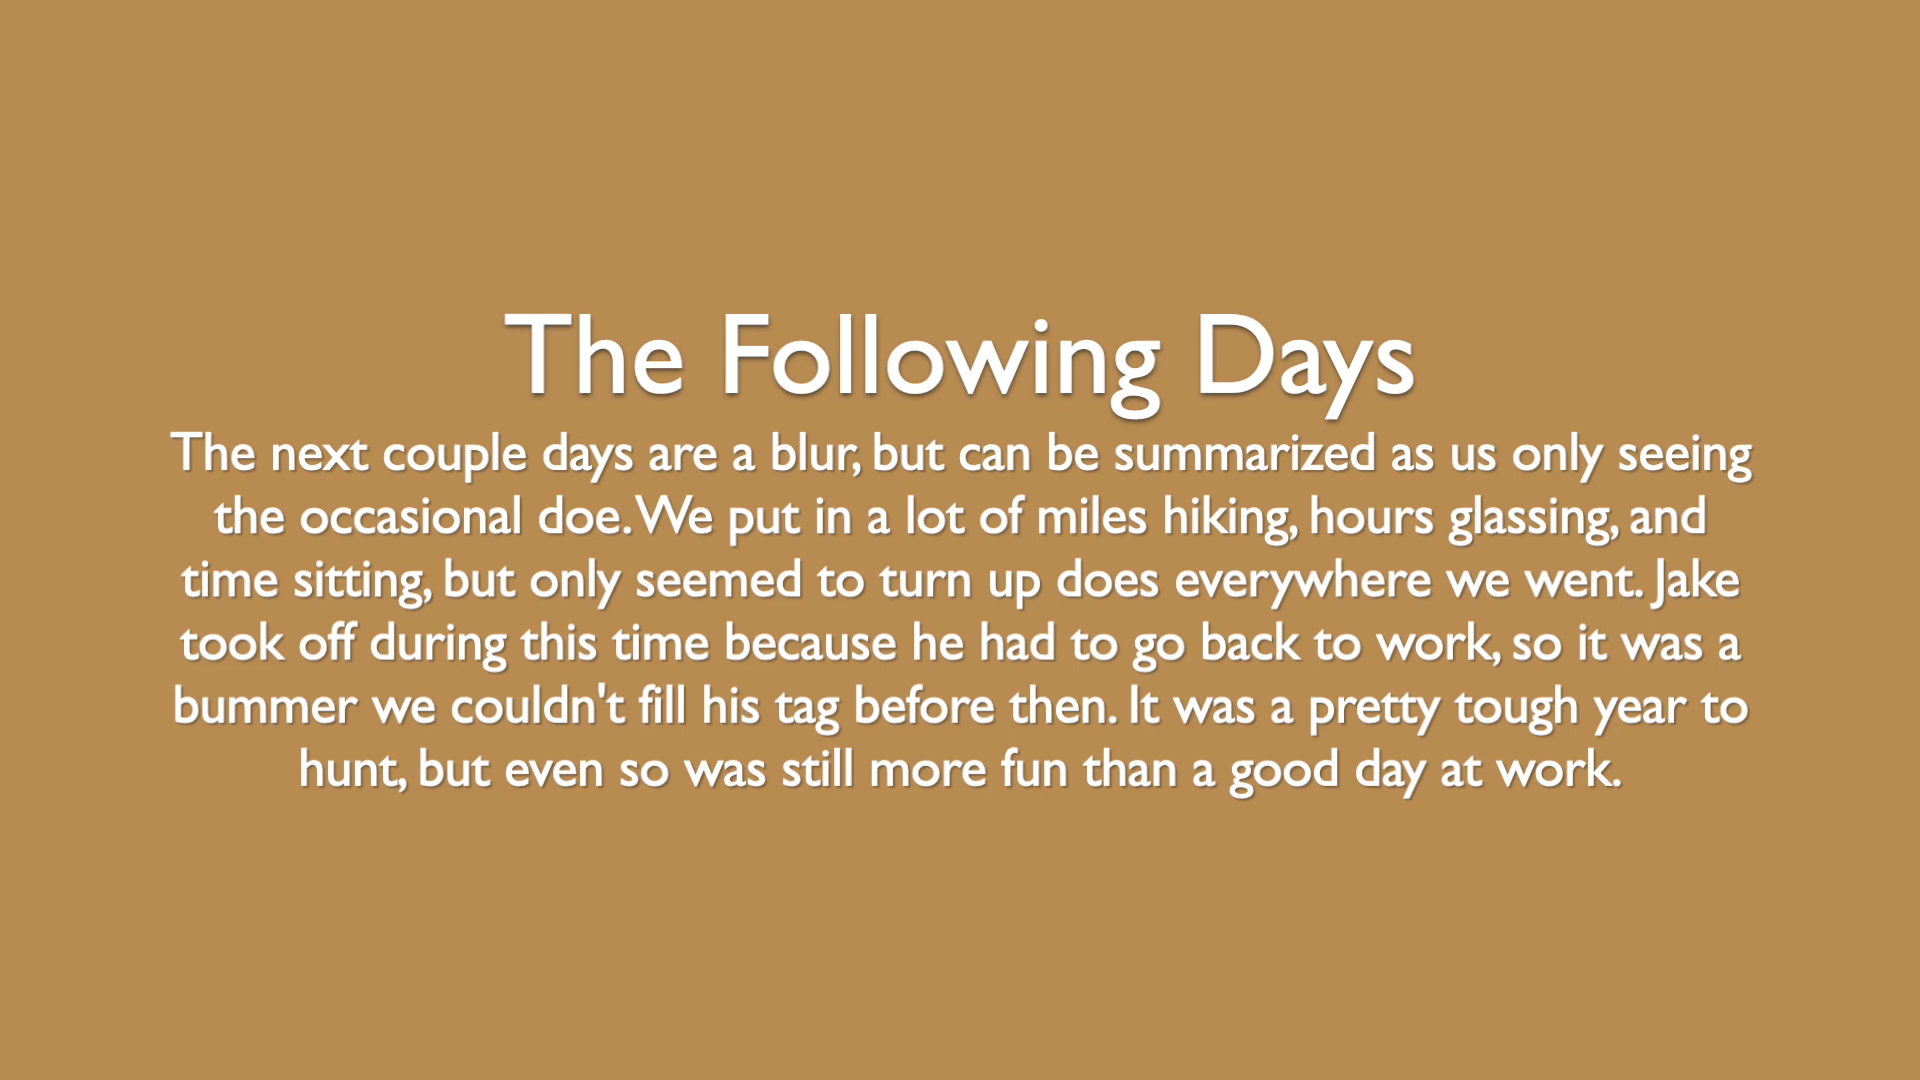 The Following Days
The next couple days are a blur, but can be summarized as us only seeing
the occasional doe. We put in a lot of miles hiking, hours glassing, and
time sitting, but only seemed to turn up does everywhere we went. Jake
took off during this time because he had to go back to work, so it was a
bummer we couldn't fill his tag before then. It was a pretty tough year to
hunt, but even so was still more fun than a good day at work.